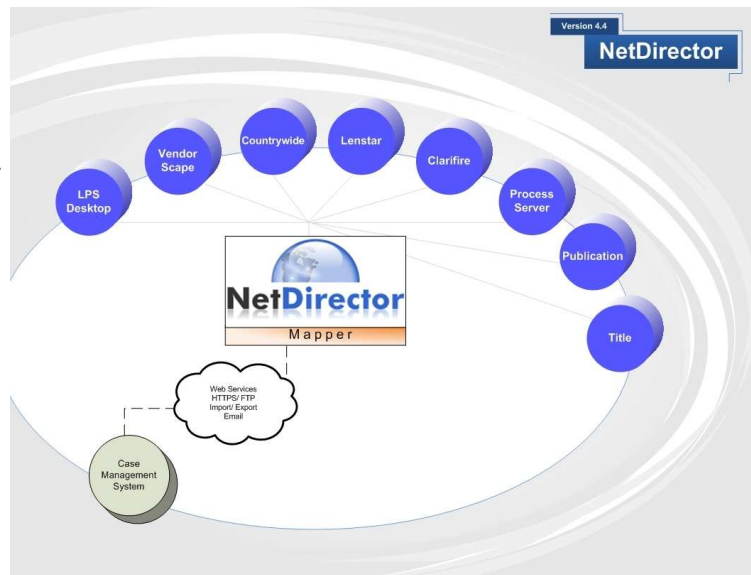 Version 4.4
NetDirector
Countrywide
Lenstar
Vendor
Scape
Clarifire
LPS
Desktop
Process
Server
Publication
NetDirector
Mapper
Title
Web Services
HTTPS/ FTP
Import/ Export
Email
Case
Management
System